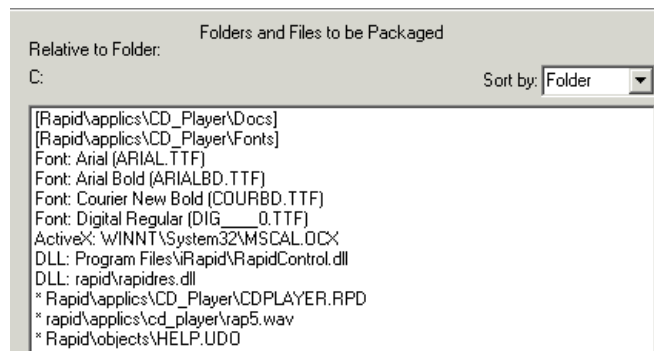 Folders and Files to be Packaged
Relative to Folder:
C:
Sort by: Folder
[Rapid\applics\CD_Player\Docs]
[Rapid\applics\CD_Player\Fonts]
Font: Arial (ARIAL.TTF)
Font: Arial Bold (ARIALBD.TTF)
Font: Courier New Bold (COURBD.TTF)
Font: Digital Regular (DIG____0.TTF)
ActiveX: WINNT\System32\MSCAL.OCX
DLL: Program Files\iRapid\RapidControl.dll
DLL: rapid\rapidres.dll
* Rapid\applics\CD_Player\CDPLAYER.RPD
* rapid\applics\cd_player\rap5.wav
* Rapid\objects\HELP.UDO